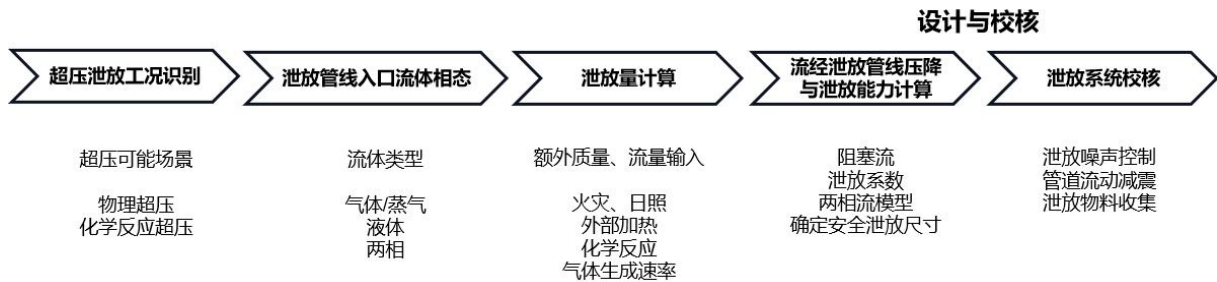 设计与校核
超压泄放工况识别
泄放管线入口流体相态
泄放量计算
流经泄放管线压降
与泄放能力计算
泄放系统校核
超压可能场景
物理超压
化学反应超压
流体类型
气体/蒸气
液体
两相
额外质量、流量输入
火灾、日照
外部加热
化学反应
气体生成速率
阻塞流
泄放系数
两相流模型
确定安全泄放尺寸
泄放噪声控制
管道流动减震
泄放物料收集